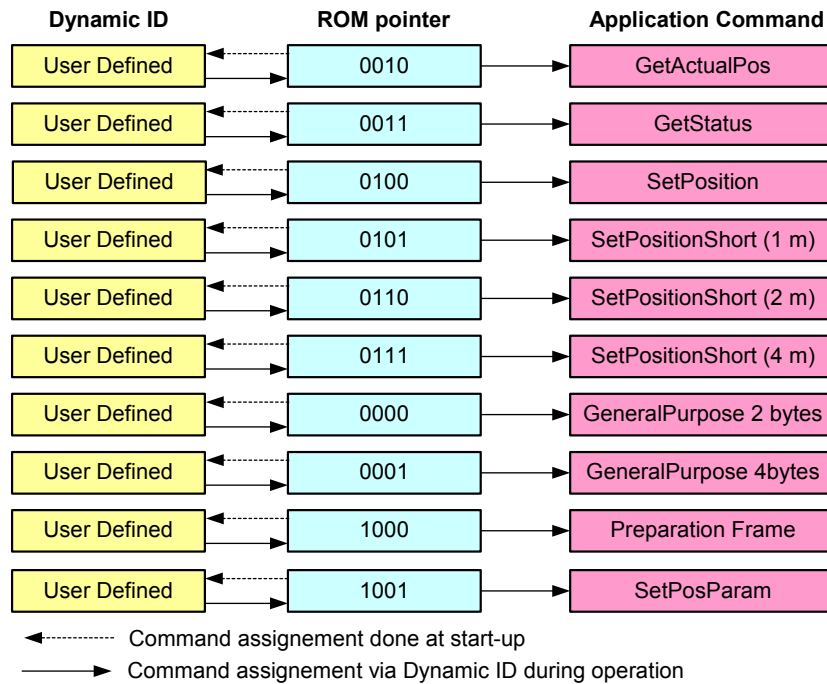 Dynamic ID ROM pointer Application Command
User Defined 0010 GetActualPos
User Defined 0011 GetStatus
User Defined 0100 SetPosition
User Defined 0101 SetPositionShort (1 m)
User Defined 0110 SetPositionShort (2 m)
User Defined 0111 SetPositionShort (4 m)
User Defined 0000 GeneralPurpose 2 bytes
User Defined 0001 GeneralPurpose 4bytes
User Defined 1000 Preparation Frame
User Defined 1001 SetPosParam
Command assignement done at start-up
Command assignement via Dynamic ID during operation